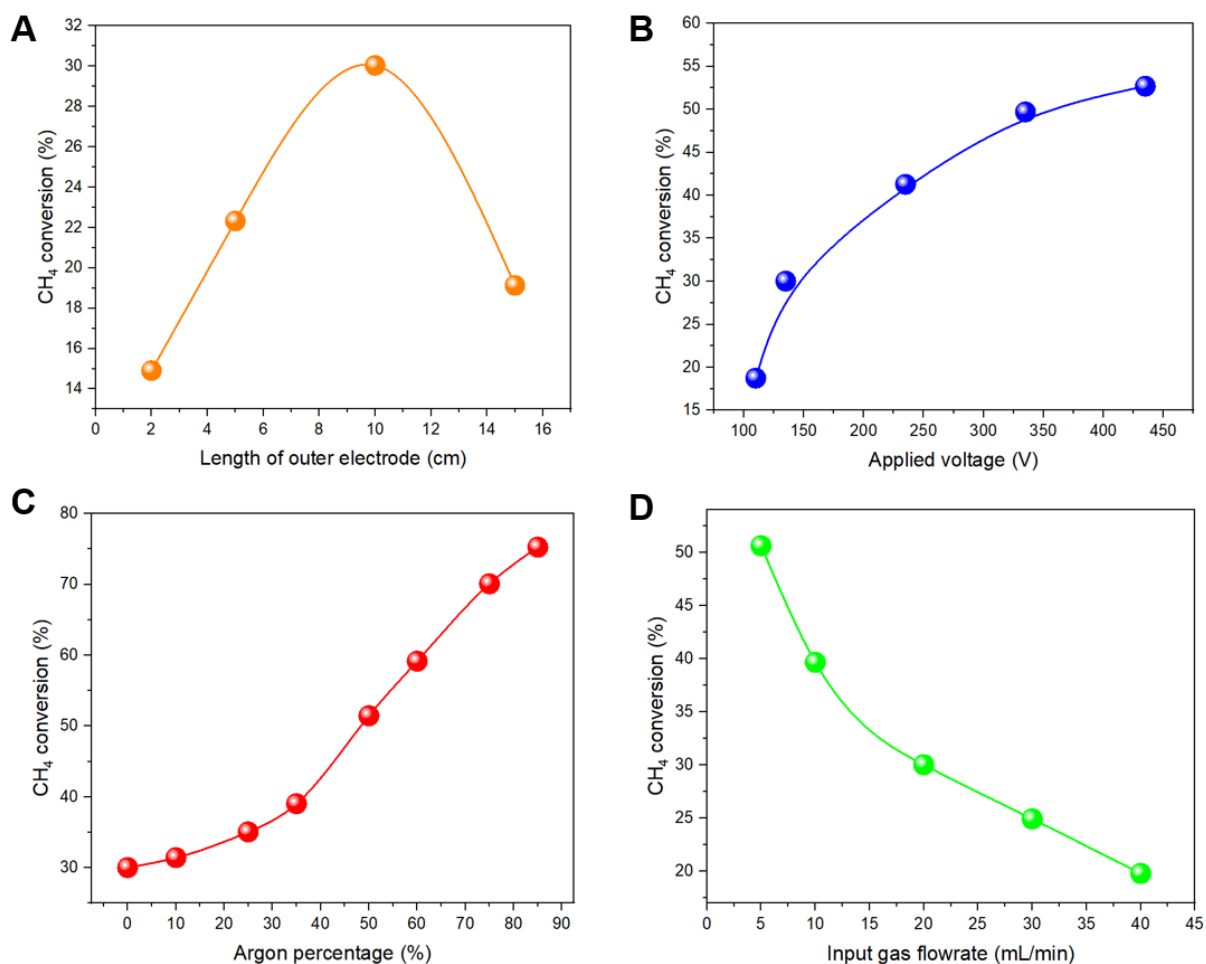 A
CH₄ conversion (%)
32
30
28
26
24
22
20
18
16
14
0 2 4 6 8 10 12 14 16
Length of outer electrode (cm)
B
CH₄ conversion (%)
60
55
50
45
40
35
30
25
20
15
100 150 200 250 300 350 400 450
Applied voltage (V)
C
CH₄ conversion (%)
80
70
60
50
40
30
0 10 20 30 40 50 60 70 80 90
Argon percentage (%)
D
CH₄ conversion (%)
50
45
40
35
30
25
20
0 5 10 15 20 25 30 35 40 45
Input gas flowrate (mL/min)